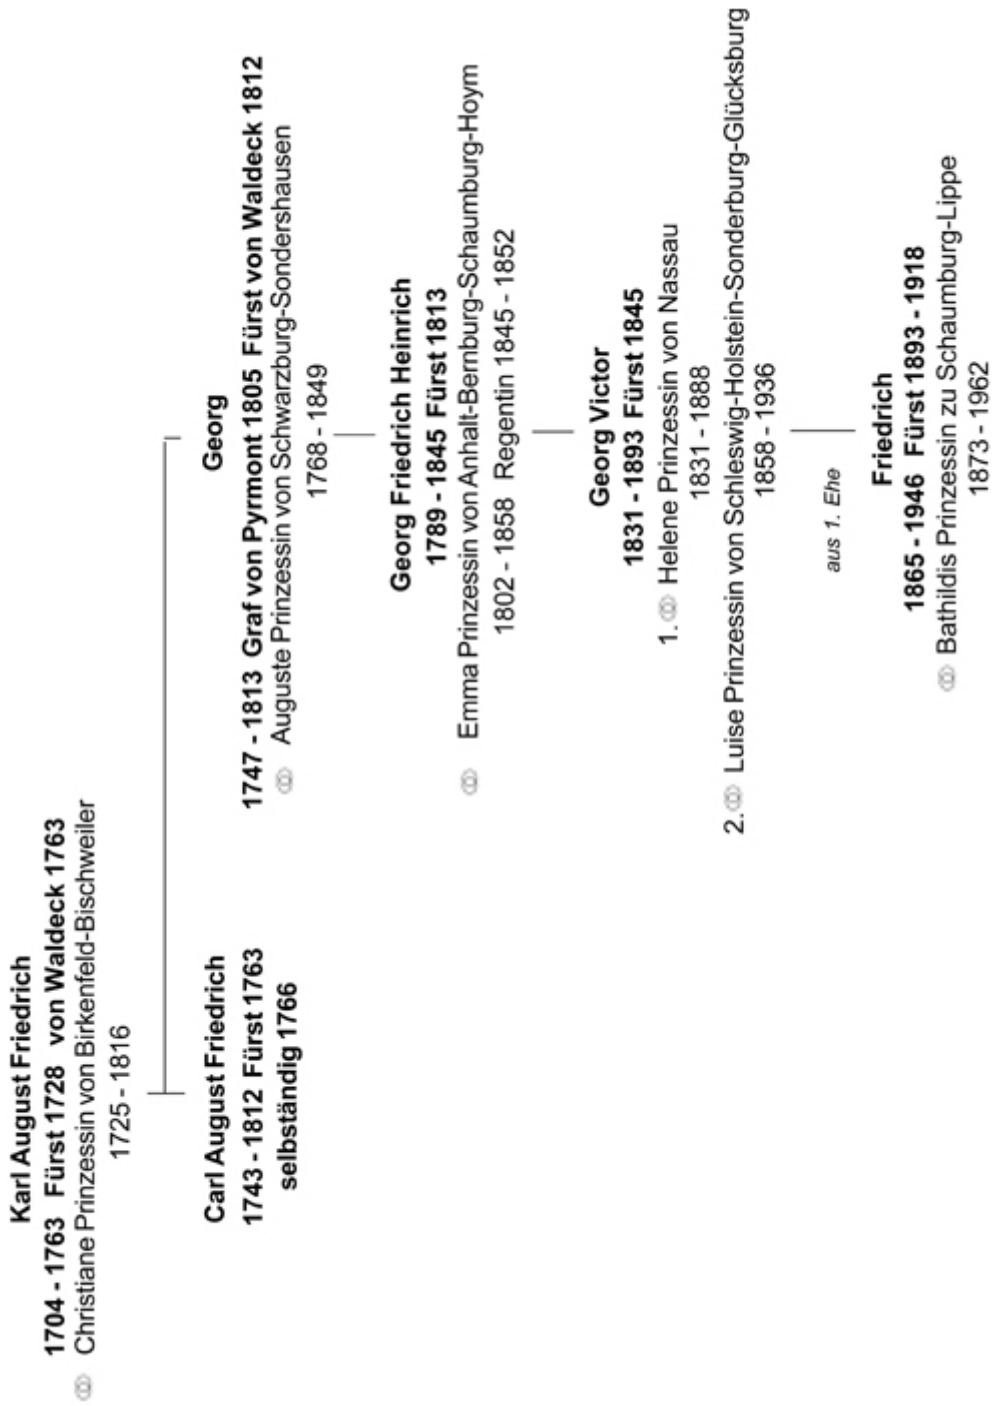 Karl August Friedrich
1704 - 1763 Fürst 1728 von Waldeck 1763
Christiane Prinzessin von Birkenfeld-Bischweiler
1725 - 1816
Carl August Friedrich
1743 - 1812 Fürst 1763
selbständig 1766
Georg
1747 - 1813 Graf von Pyrmont 1805 Fürst von Waldeck 1812
Auguste Prinzessin von Schwarzburg-Sondershausen
1768 - 1849
Georg Friedrich Heinrich
1789 - 1845 Fürst 1813
Emma Prinzessin von Anhalt-Bernburg-Schaumburg-Hoym
1802 - 1858 Regentin 1845 - 1852
Georg Victor
1831 - 1893 Fürst 1845
1. Helene Prinzessin von Nassau
1831 - 1888
2. Luise Prinzessin von Schleswig-Holstein-Sonderburg-Glücksburg
1858 - 1936
aus 1. Ehe
Friedrich
1865 - 1946 Fürst 1893 - 1918
Bathildis Prinzessin zu Schaumburg-Lippe
1873 - 1962